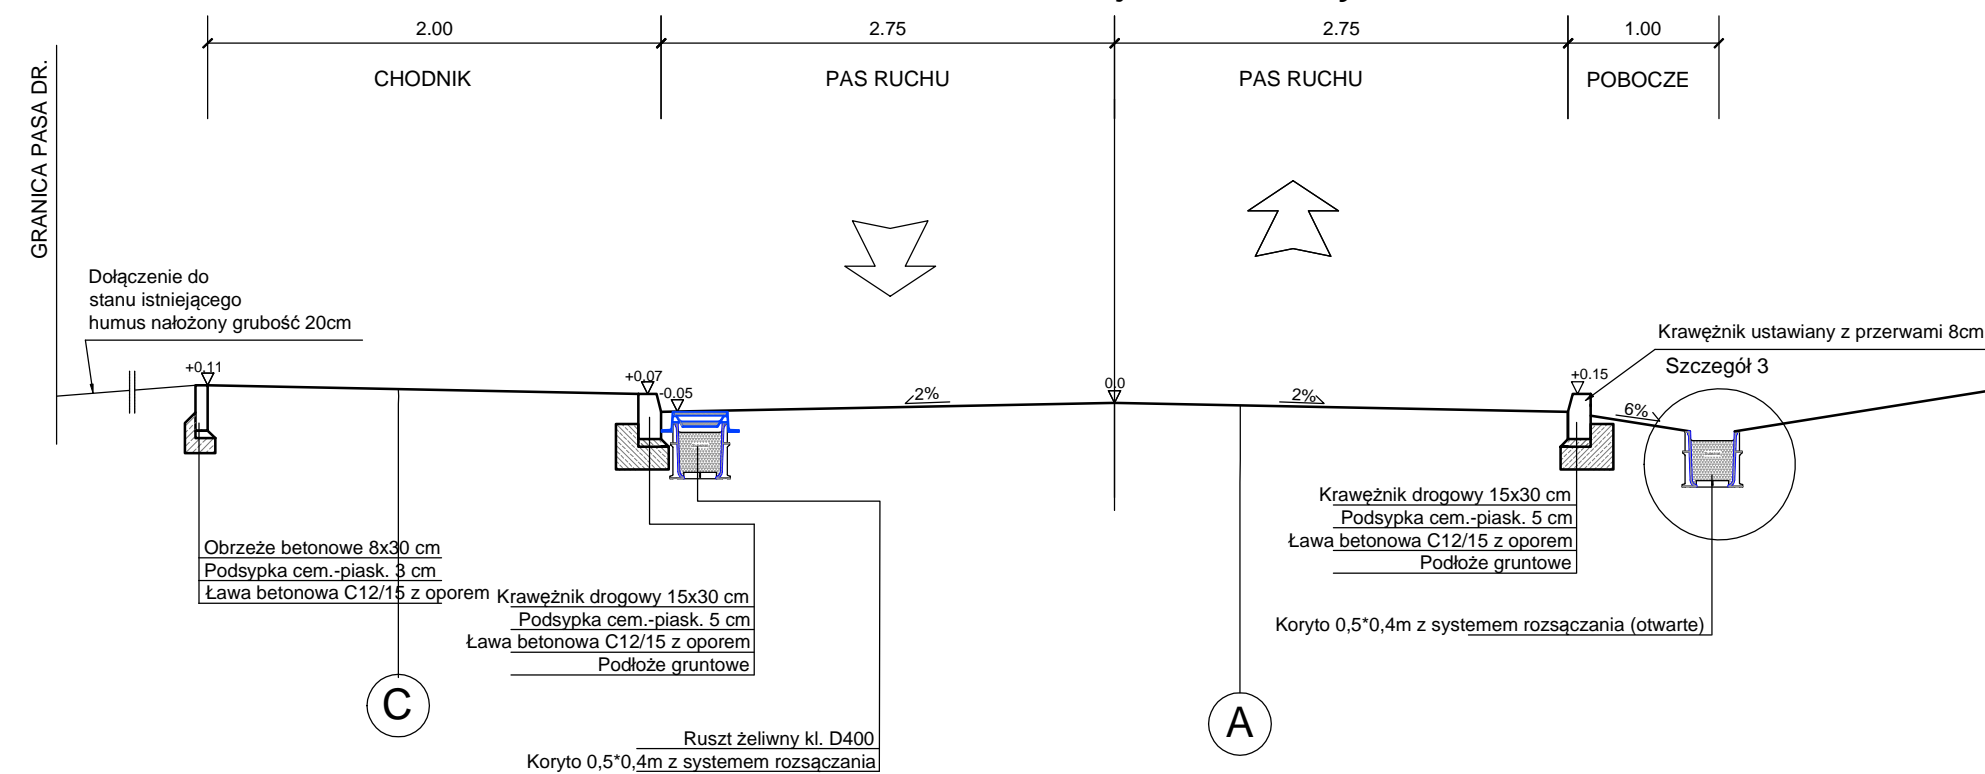 2.00
2.75
2.75
1.00
CHODNIK
PAS RUCHU
PAS RUCHU
POBOCZE
GRANICA PASA DR.
Dołączenie do
stanu istniejącego
humus nałożony grubość 20cm
Krawężnik ustawiany z przerwami 8cm
Szczegół 3
+0.11
+0.07
-0.05
2%
0.0
2%
+0.15
6%
Obrzeże betonowe 8x30 cm
Podsypka cem.-piask. 3 cm
Ława betonowa C12/15 z oporem
Krawężnik drogowy 15x30 cm
Podsypka cem.-piask. 5 cm
Ława betonowa C12/15 z oporem
Podłoże gruntowe
Krawężnik drogowy 15x30 cm
Podsypka cem.-piask. 5 cm
Ława betonowa C12/15 z oporem
Podłoże gruntowe
Koryto 0,5*0,4m z systemem rozsączania (otwarte)
C
A
Ruszt żeliwny kl. D400
Koryto 0,5*0,4m z systemem rozsączania